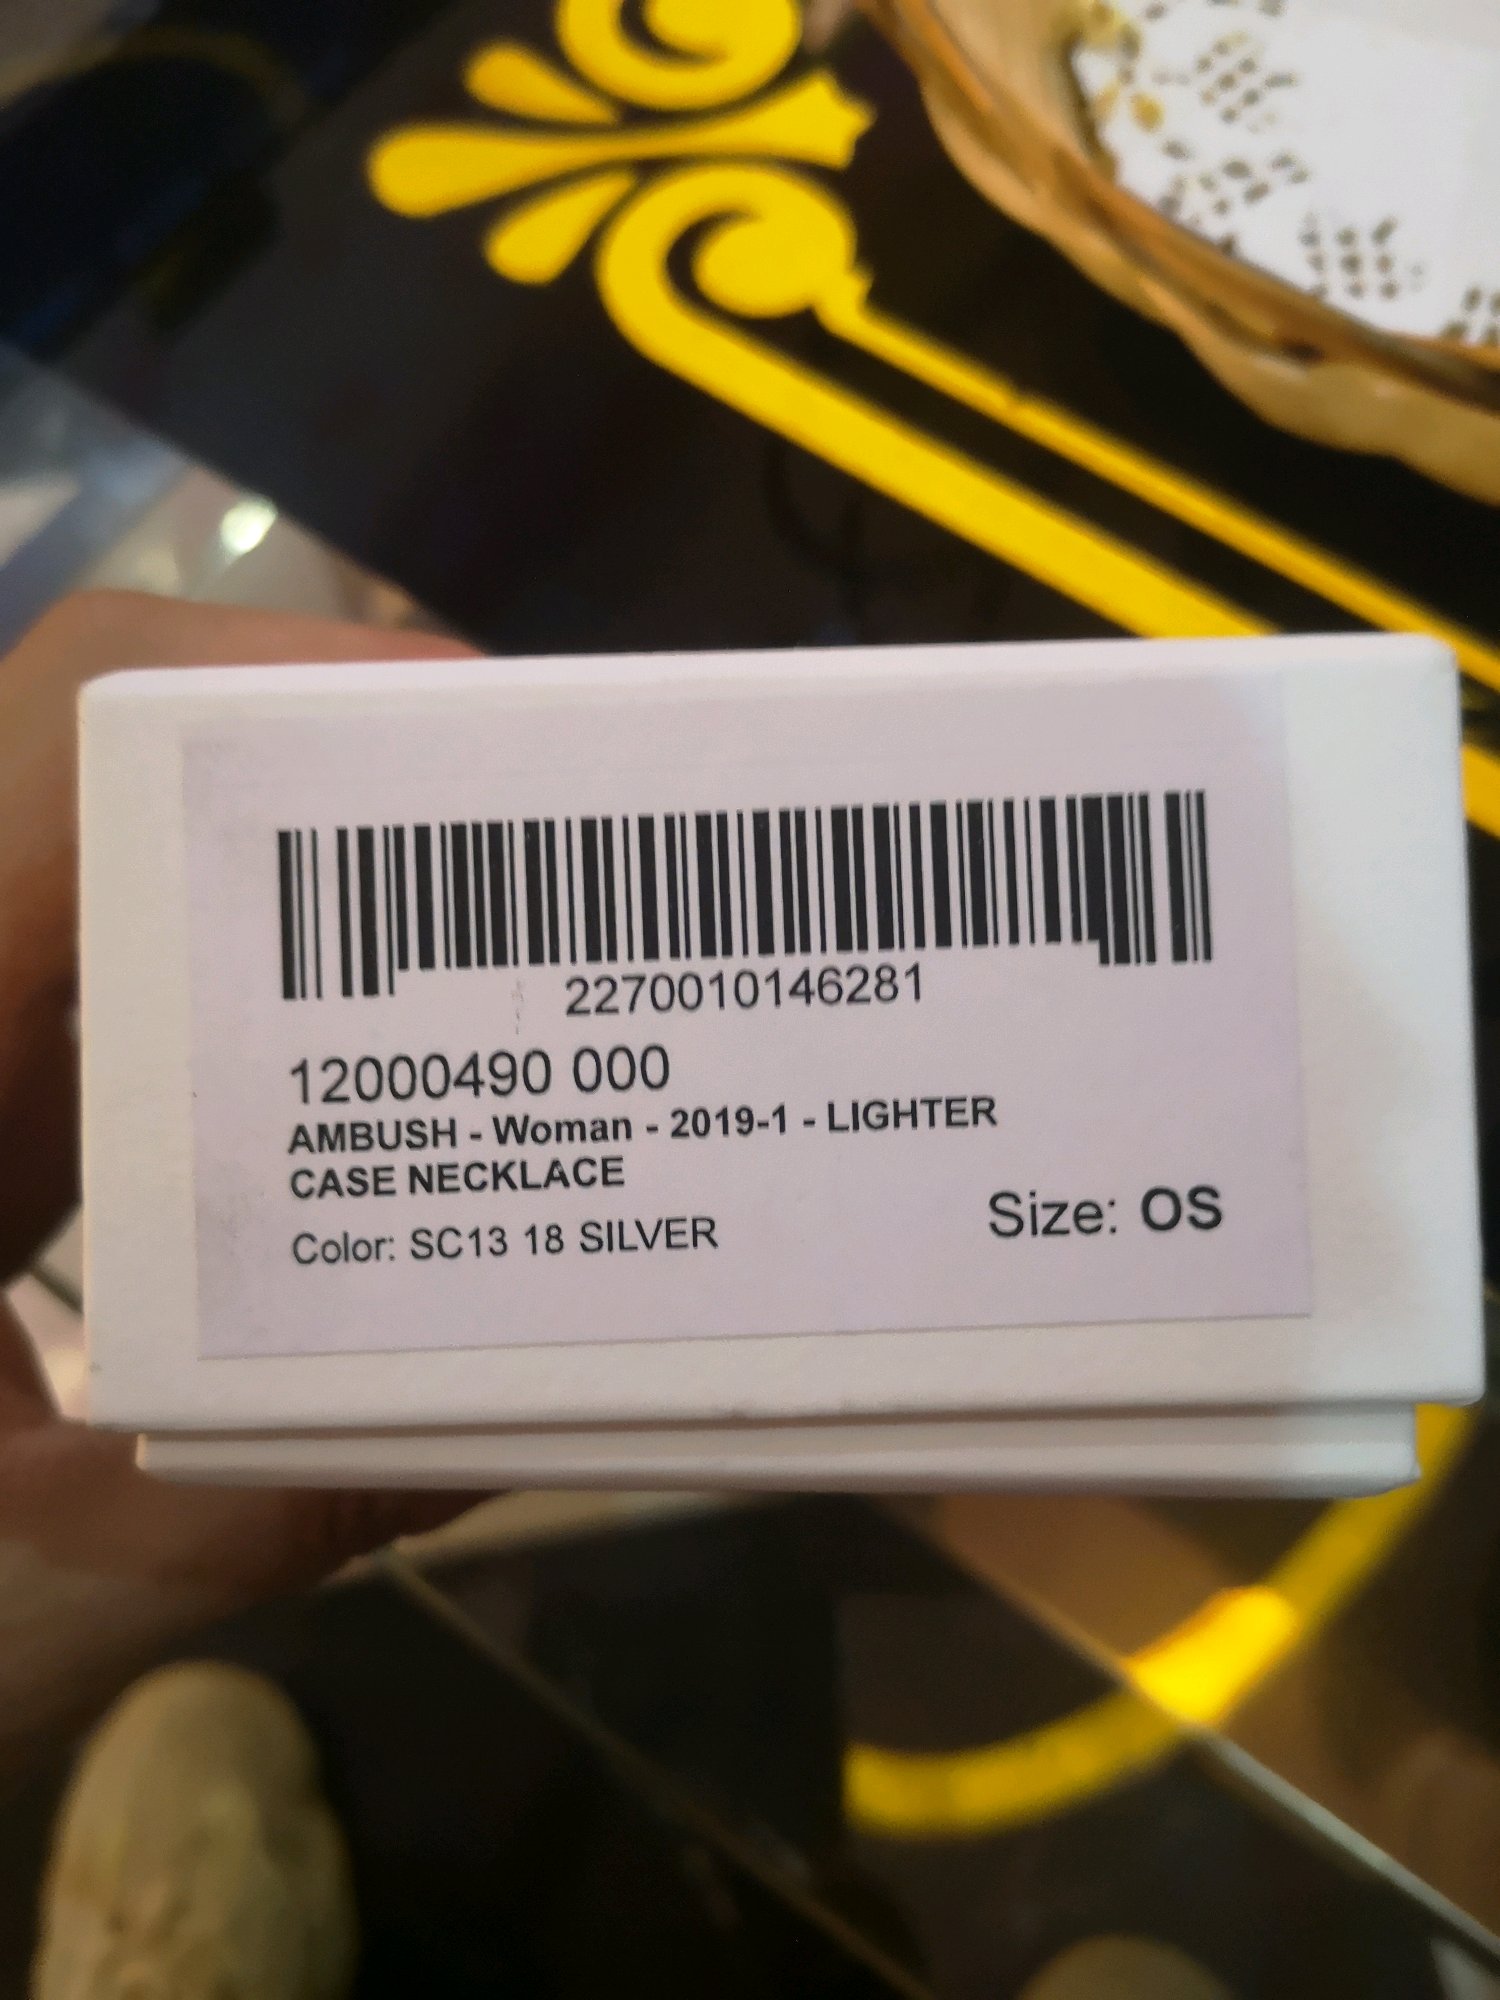 2270010146281
12000490 000
AMBUSH - Woman - 2019-1 - LIGHTER
CASE NECKLACE
Color: SC13 18 SILVER
Size: OS